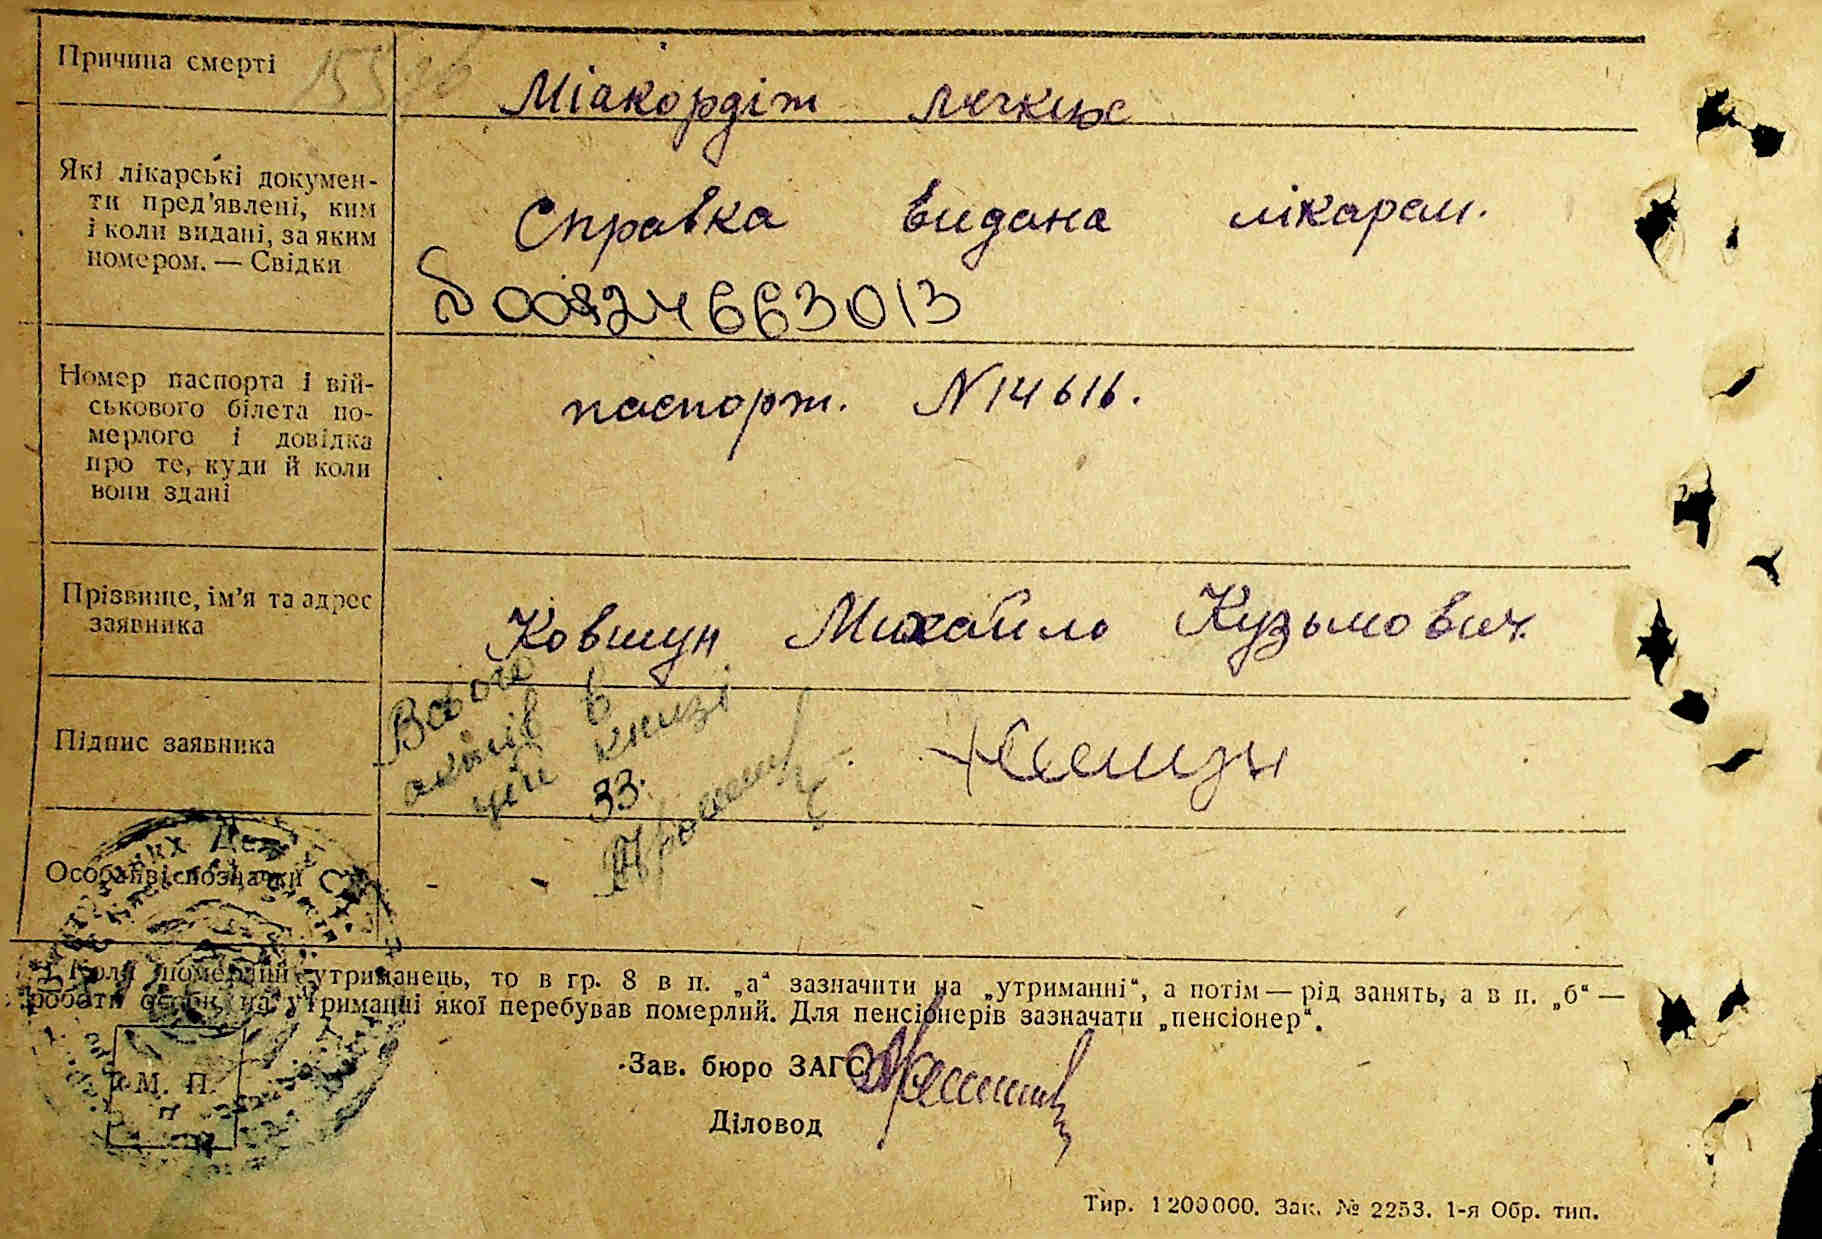 Причина смерті
Міакордіт легких
Які лікарські докумен-
ти пред'явлені, ким
і коли видані, за яким
номером. — Свідки
Справка видана лікарем.
00824663013
Номер паспорта і вій-
ськового білета по-
мерлого і довідка
про те, куди й коли
вони здані
паспорт. N 14616.
Прізвище, ім'я та адрес
заявника
Ковшун Михайло Кузьмович
Підпис заявника
Всього
актів в
цій книзі
33.
Особливі позначки
Коли померлий утриманець, то в гр. 8 в п. „а“ зазначити на „утриманні“, а потім — рід занять, а в п. „б“ —
роботи особи, на утриманні якої перебував померлий. Для пенсіонерів зазначати „пенсіонер“.
Зав. бюро ЗАГС
М. П.
Діловод
Тир. 1200000. Зак. № 2253. 1-я Обр. тип.